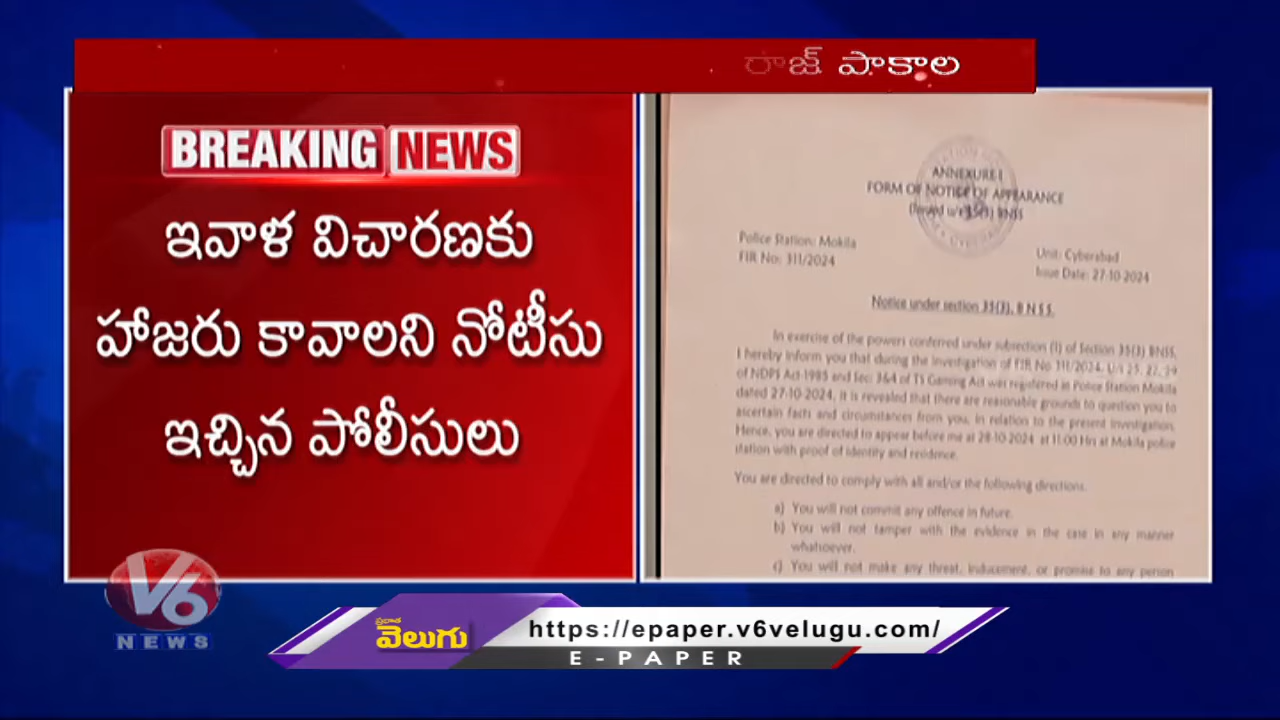 రాజ్ పాకాల
BREAKING NEWS
ఇవాళ విచారణకు
హాజరు కావాలని నోటీసు
ఇచ్చిన పోలీసులు
ANNEXURE I
FORM OF NOTICE OF APPEARANCE
(Issued u/s 35(3) BNSS
Police Station: Mokila
FIR No: 311/2024
Unit: Cyberabad
Issue Date: 27-10-2024
Notice under section 35(3), B N S S.
In exercise of the powers conferred under subsection (1) of Section 35(3) BNSS,
I hereby inform you that during the investigation of FIR No 311/2024, U/s 25, 27, 29
of NDPS Act-1985 and Sec: 3&4 of TS Gaming Act was registered in Police Station Mokila
dated 27-10-2024, it is revealed that there are reasonable grounds to question you to
ascertain facts and circumstances from you, in relation to the present investigation.
Hence, you are directed to appear before me at 28-10-2024 at 11.00 Hrs at Mokila police
station with proof of identity and residence.
You are directed to comply with all and/or the following directions.
a) You will not commit any offence in future.
b) You will not tamper with the evidence in the case in any manner
whatsoever.
c) You will not make any threat, inducement, or promise to any person
V6
NEWS
ప్రభాత
వెలుగు
https://epaper.v6velugu.com/
E-PAPER